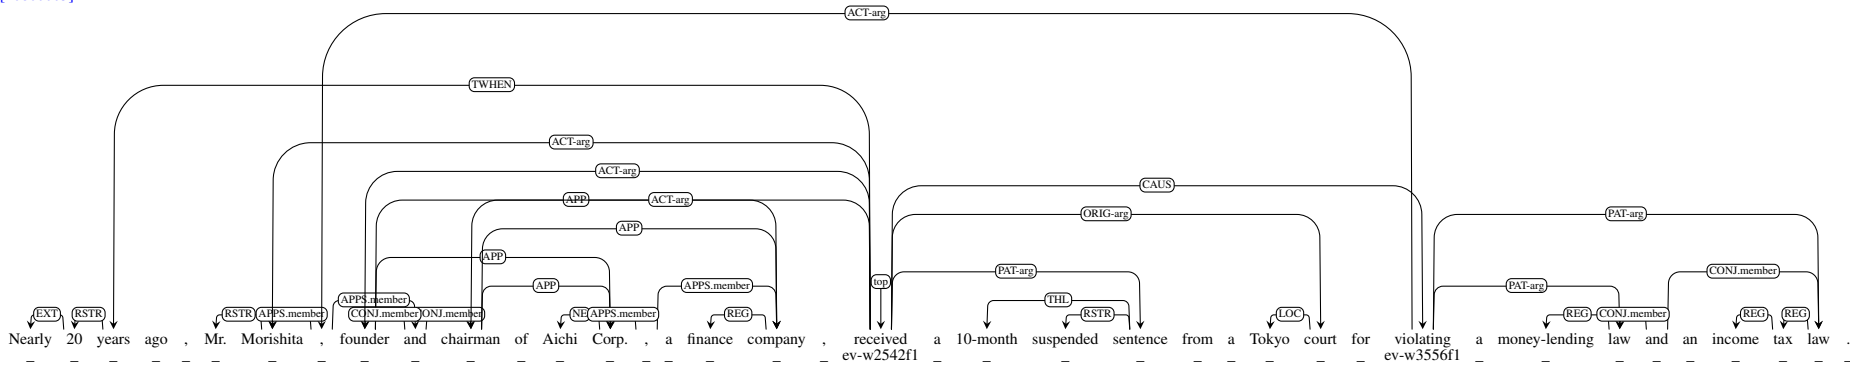 ACT-arg
TWHEN
ACT-arg
ACT-arg
CAUS
APP ACT-arg
ORIG-arg PAT-arg
APP
APP
PAT-arg CONJ.member
top
APP APPS.member PAT-arg
APPS.member THL
EXT RSTR RSTR APPS.member CONJ.member ONJ.member NE APPS.member REG RSTR LOC REG CONJ.member REG REG
Nearly 20 years ago , Mr. Morishita , founder and chairman of Aichi Corp. , a finance company , received a 10-month suspended sentence from a Tokyo court for violating a money-lending law and an income tax law .
_ _ _ _ _ _ _ _ _ _ _ _ _ _ _ _ _ _ _ ev-w2542f1 _ _ _ _ _ _ _ _ _ ev-w3556f1 _ _ _ _ _ _ _ _ _